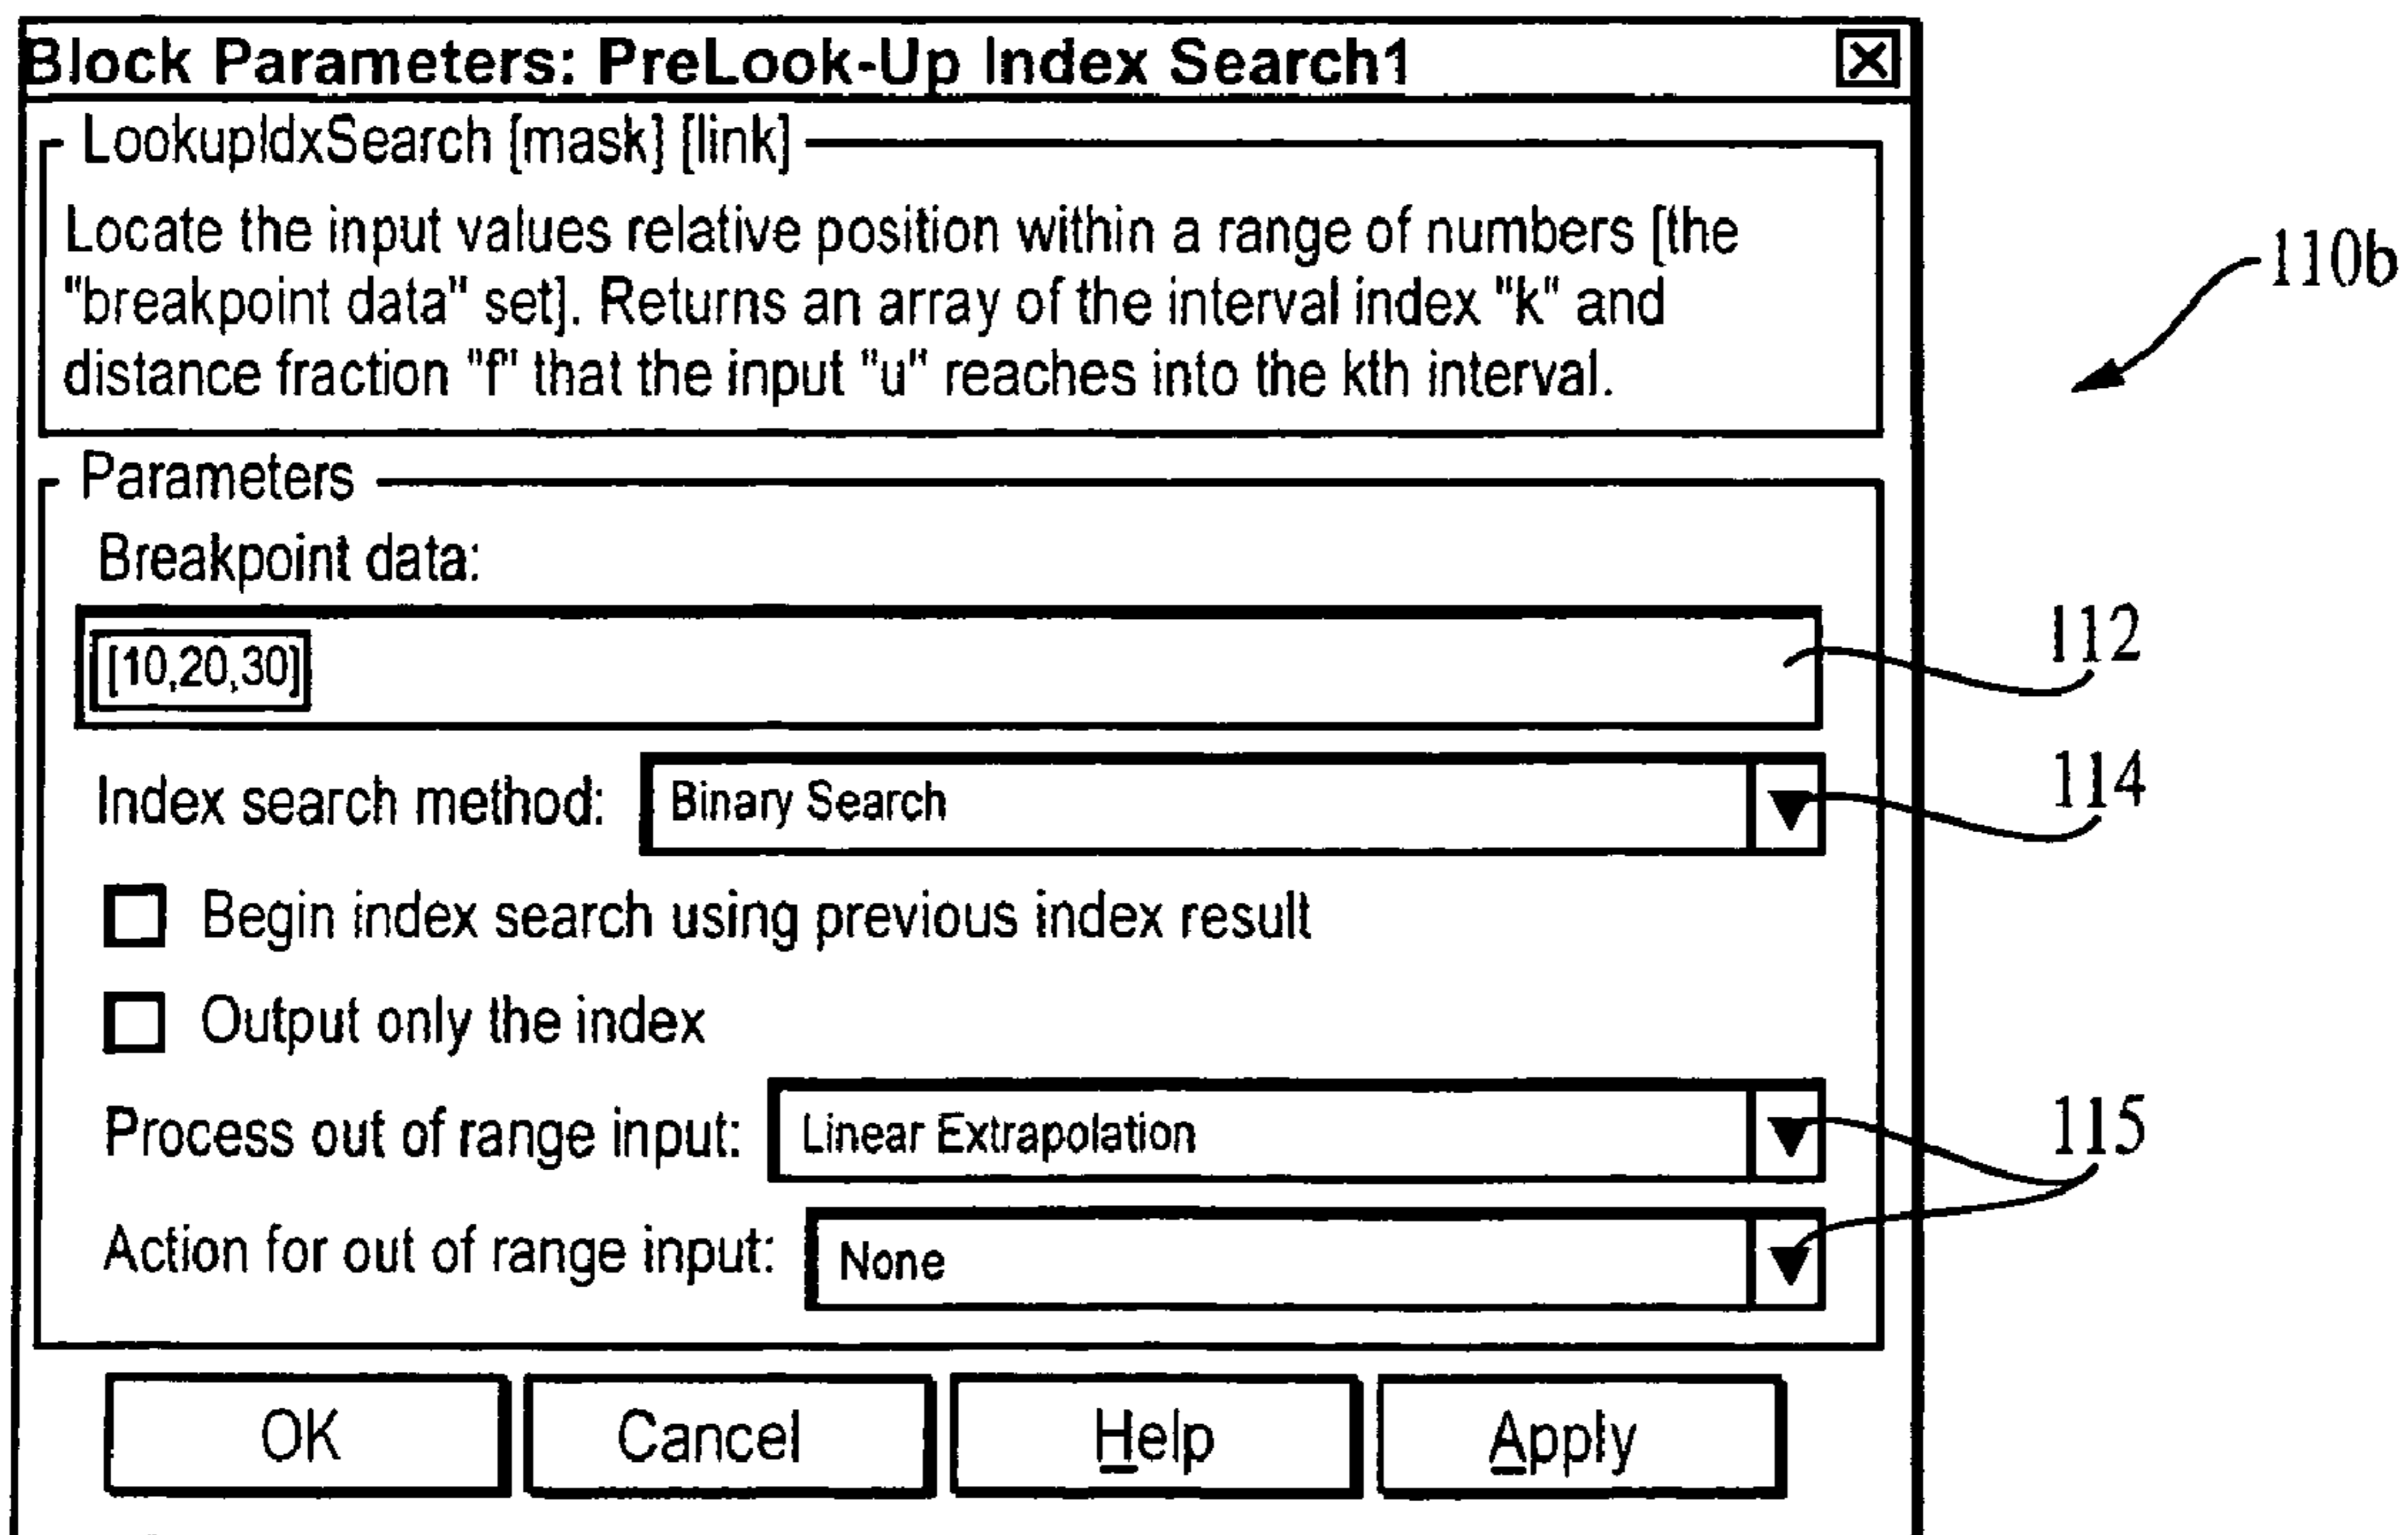 Block Parameters: PreLook-Up Index Search1
LookupIdxSearch [mask] [link]
Locate the input values relative position within a range of numbers [the
"breakpoint data" set]. Returns an array of the interval index "k" and
distance fraction "f" that the input "u" reaches into the kth interval.
110b
Parameters
Breakpoint data:
[10,20,30]
112
Index search method: Binary Search
114
Begin index search using previous index result
Output only the index
Process out of range input: Linear Extrapolation
115
Action for out of range input: None
OK Cancel Help Apply